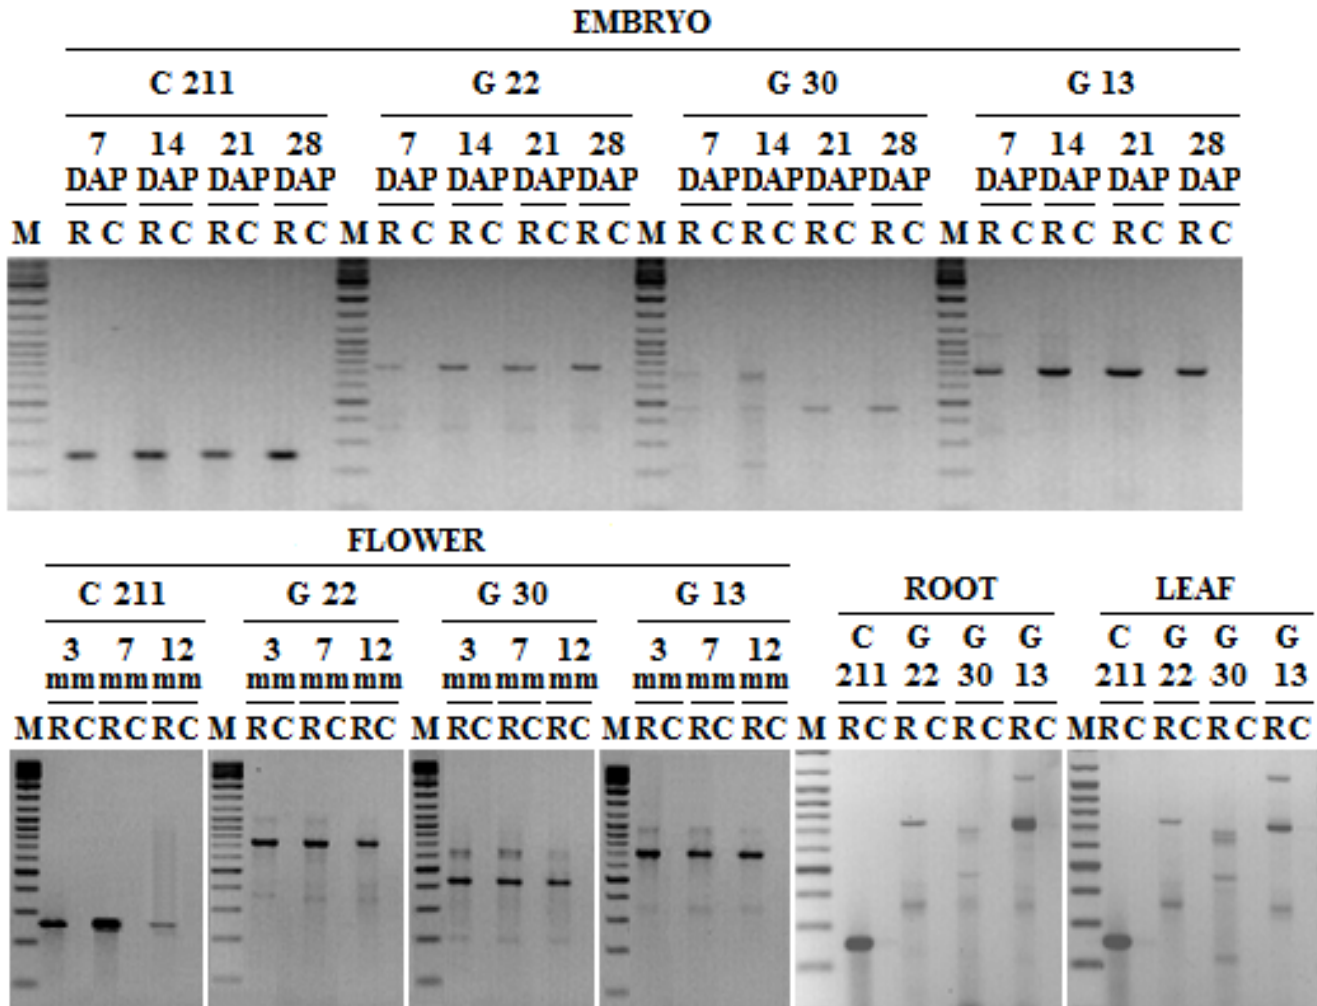 EMBRYO
C 211 G 22 G 30 G 13
7 14 21 28 7 14 21 28 7 14 21 28 7 14 21 28
DAP DAP DAP DAP DAP DAP DAP DAP DAP DAP DAP DAP DAP DAP DAP DAP
M R C R C R C R C M R C R C R C R C M R C R C R C R C M R C R C R C R C
FLOWER
C 211 G 22 G 30 G 13
3 7 12 3 7 12 3 7 12 3 7 12
mm mm mm mm mm mm mm mm mm mm mm mm
M R C R C R C M R C R C R C M R C R C R C M R C R C R C
ROOT
C G G G
211 22 30 13
M R C R C R C R C
LEAF
C G G G
211 22 30 13
M R C R C R C R C